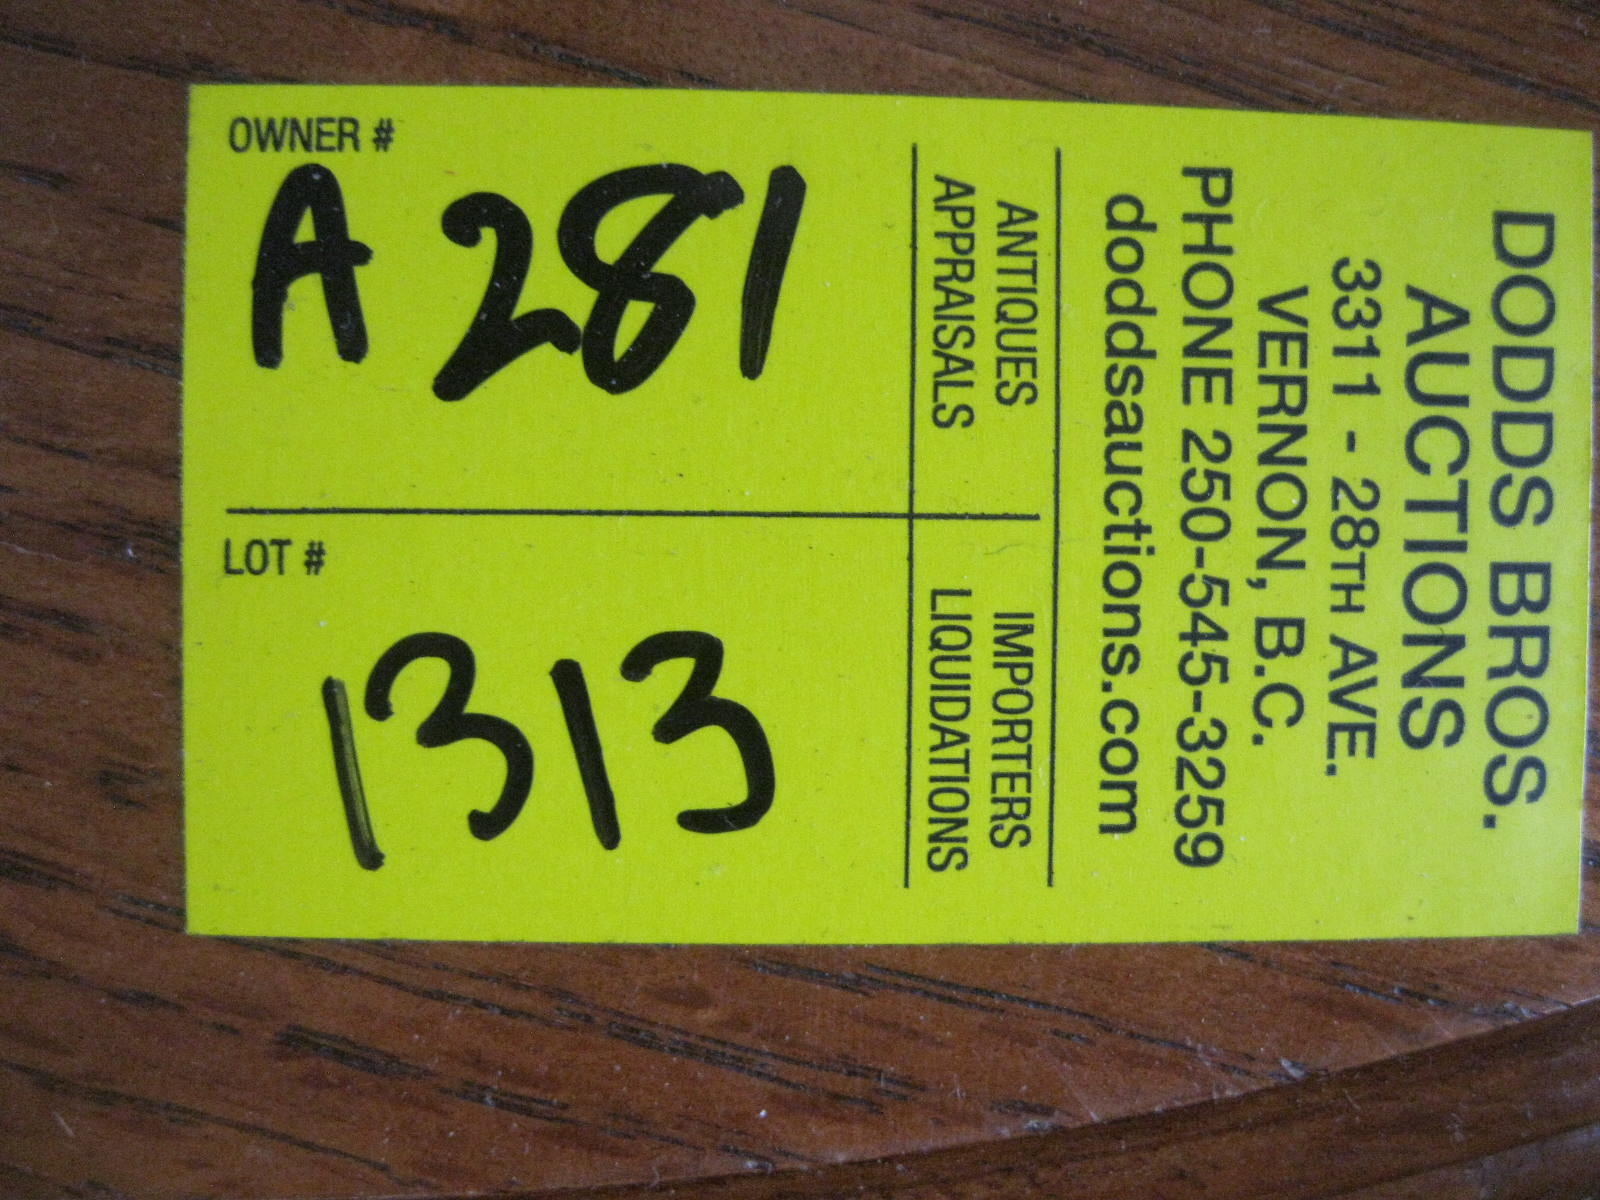 DODDS BROS.
AUCTIONS
3311 - 28TH AVE.
VERNON, B.C.
PHONE 250-545-3259
doddsauctions.com
ANTIQUES
APPRAISALS
IMPORTERS
LIQUIDATIONS
OWNER #
A 281
LOT #
1313